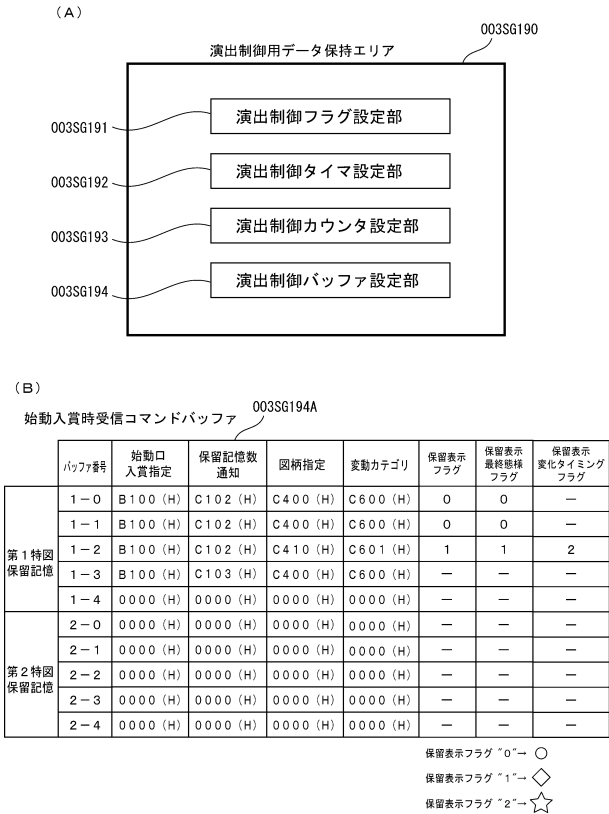 (A)
003SG190
演出制御用データ保持エリア
003SG191
演出制御フラグ設定部
003SG192
演出制御タイマ設定部
003SG193
演出制御カウンタ設定部
003SG194
演出制御バッファ設定部
(B)
003SG194A
始動入賞時受信コマンドバッファ
バッファ番号 始動口入賞指定 保留記憶数通知 図柄指定 変動カテゴリ 保留表示フラグ 保留表示最終態様フラグ 保留表示変化タイミングフラグ
第1特図保留記憶
1-0 B100(H) C102(H) C400(H) C600(H) 0 0 -
1-1 B100(H) C102(H) C400(H) C600(H) 0 0 -
1-2 B100(H) C102(H) C410(H) C601(H) 1 1 2
1-3 B100(H) C103(H) C400(H) C600(H) - - -
1-4 0000(H) 0000(H) 0000(H) 0000(H) - - -
第2特図保留記憶
2-0 0000(H) 0000(H) 0000(H) 0000(H) - - -
2-1 0000(H) 0000(H) 0000(H) 0000(H) - - -
2-2 0000(H) 0000(H) 0000(H) 0000(H) - - -
2-3 0000(H) 0000(H) 0000(H) 0000(H) - - -
2-4 0000(H) 0000(H) 0000(H) 0000(H) - - -
保留表示フラグ"0"→ ○
保留表示フラグ"1"→ ◇
保留表示フラグ"2"→ ☆